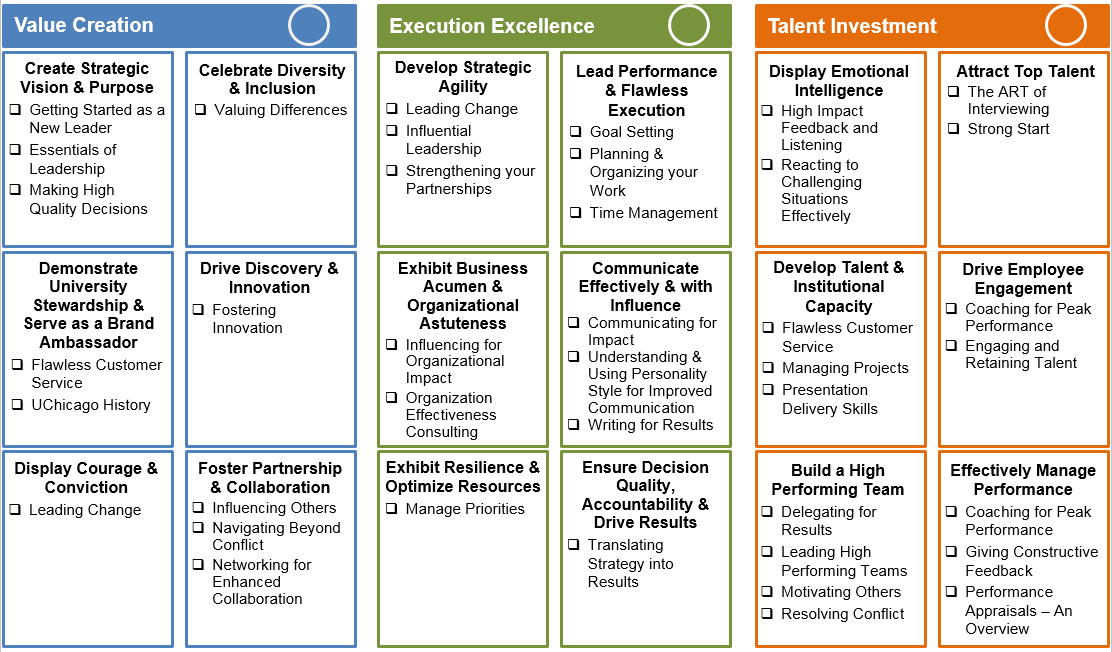 Value Creation
Create Strategic
Vision & Purpose
❑ Getting Started as a
New Leader
❑ Essentials of
Leadership
❑ Making High
Quality Decisions
Celebrate Diversity
& Inclusion
❑ Valuing Differences
Demonstrate
University
Stewardship &
Serve as a Brand
Ambassador
❑ Flawless Customer
Service
❑ UChicago History
Drive Discovery &
Innovation
❑ Fostering
Innovation
Display Courage &
Conviction
❑ Leading Change
Foster Partnership
& Collaboration
❑ Influencing Others
❑ Navigating Beyond
Conflict
❑ Networking for
Enhanced
Collaboration
Execution Excellence
Develop Strategic
Agility
❑ Leading Change
❑ Influential
Leadership
❑ Strengthening your
Partnerships
Lead Performance
& Flawless
Execution
❑ Goal Setting
❑ Planning &
Organizing your
Work
❑ Time Management
Exhibit Business
Acumen &
Organizational
Astuteness
❑ Influencing for
Organizational
Impact
❑ Organization
Effectiveness
Consulting
Communicate
Effectively & with
Influence
❑ Communicating for
Impact
❑ Understanding &
Using Personality
Style for Improved
Communication
❑ Writing for Results
Exhibit Resilience &
Optimize Resources
❑ Manage Priorities
Ensure Decision
Quality,
Accountability &
Drive Results
❑ Translating
Strategy into
Results
Talent Investment
Display Emotional
Intelligence
❑ High Impact
Feedback and
Listening
❑ Reacting to
Challenging
Situations
Effectively
Attract Top Talent
❑ The ART of
Interviewing
❑ Strong Start
Develop Talent &
Institutional
Capacity
❑ Flawless Customer
Service
❑ Managing Projects
❑ Presentation
Delivery Skills
Drive Employee
Engagement
❑ Coaching for Peak
Performance
❑ Engaging and
Retaining Talent
Build a High
Performing Team
❑ Delegating for
Results
❑ Leading High
Performing Teams
❑ Motivating Others
❑ Resolving Conflict
Effectively Manage
Performance
❑ Coaching for Peak
Performance
❑ Giving Constructive
Feedback
❑ Performance
Appraisals – An
Overview